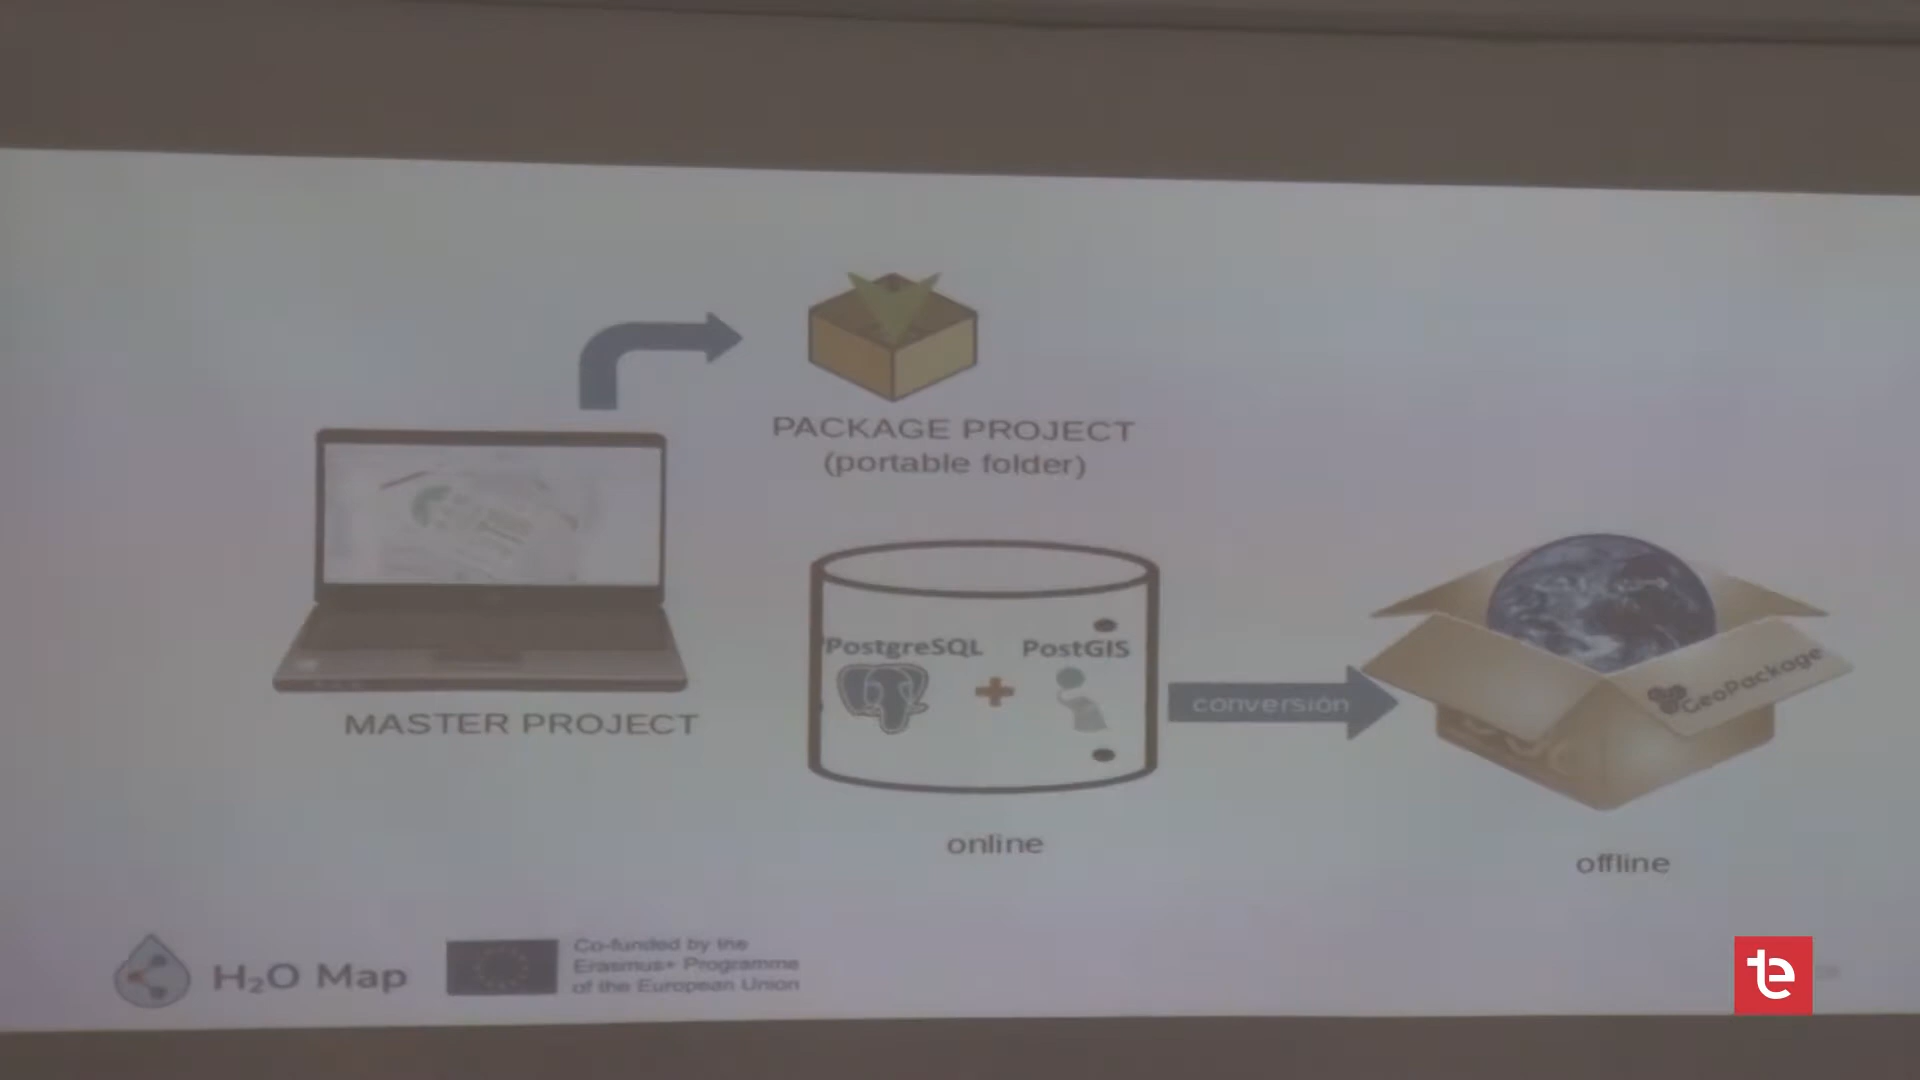 PACKAGE PROJECT
(portable folder)
MASTER PROJECT
PostgreSQL
PostGIS
conversión
GeoPackage
online
offline
H₂O Map
Co-funded by the
Erasmus+ Programme
of the European Union
te